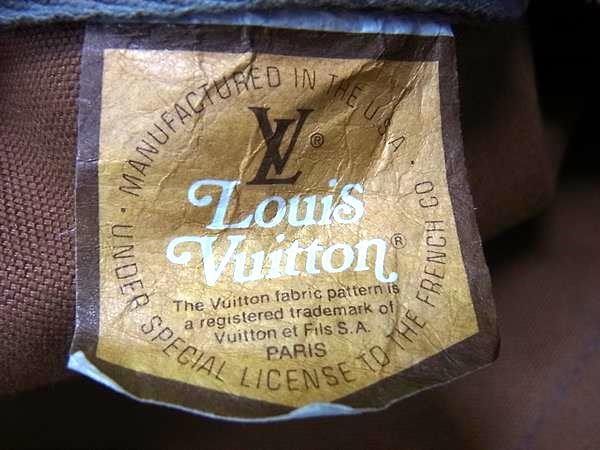 MANUFACTURED IN THE U.S.A. · UNDER SPECIAL LICENSE TO THE FRENCH CO ·
LV ®
Louis
Vuitton ®
The Vuitton fabric pattern is
a registered trademark of
Vuitton et Fils S.A.
PARIS